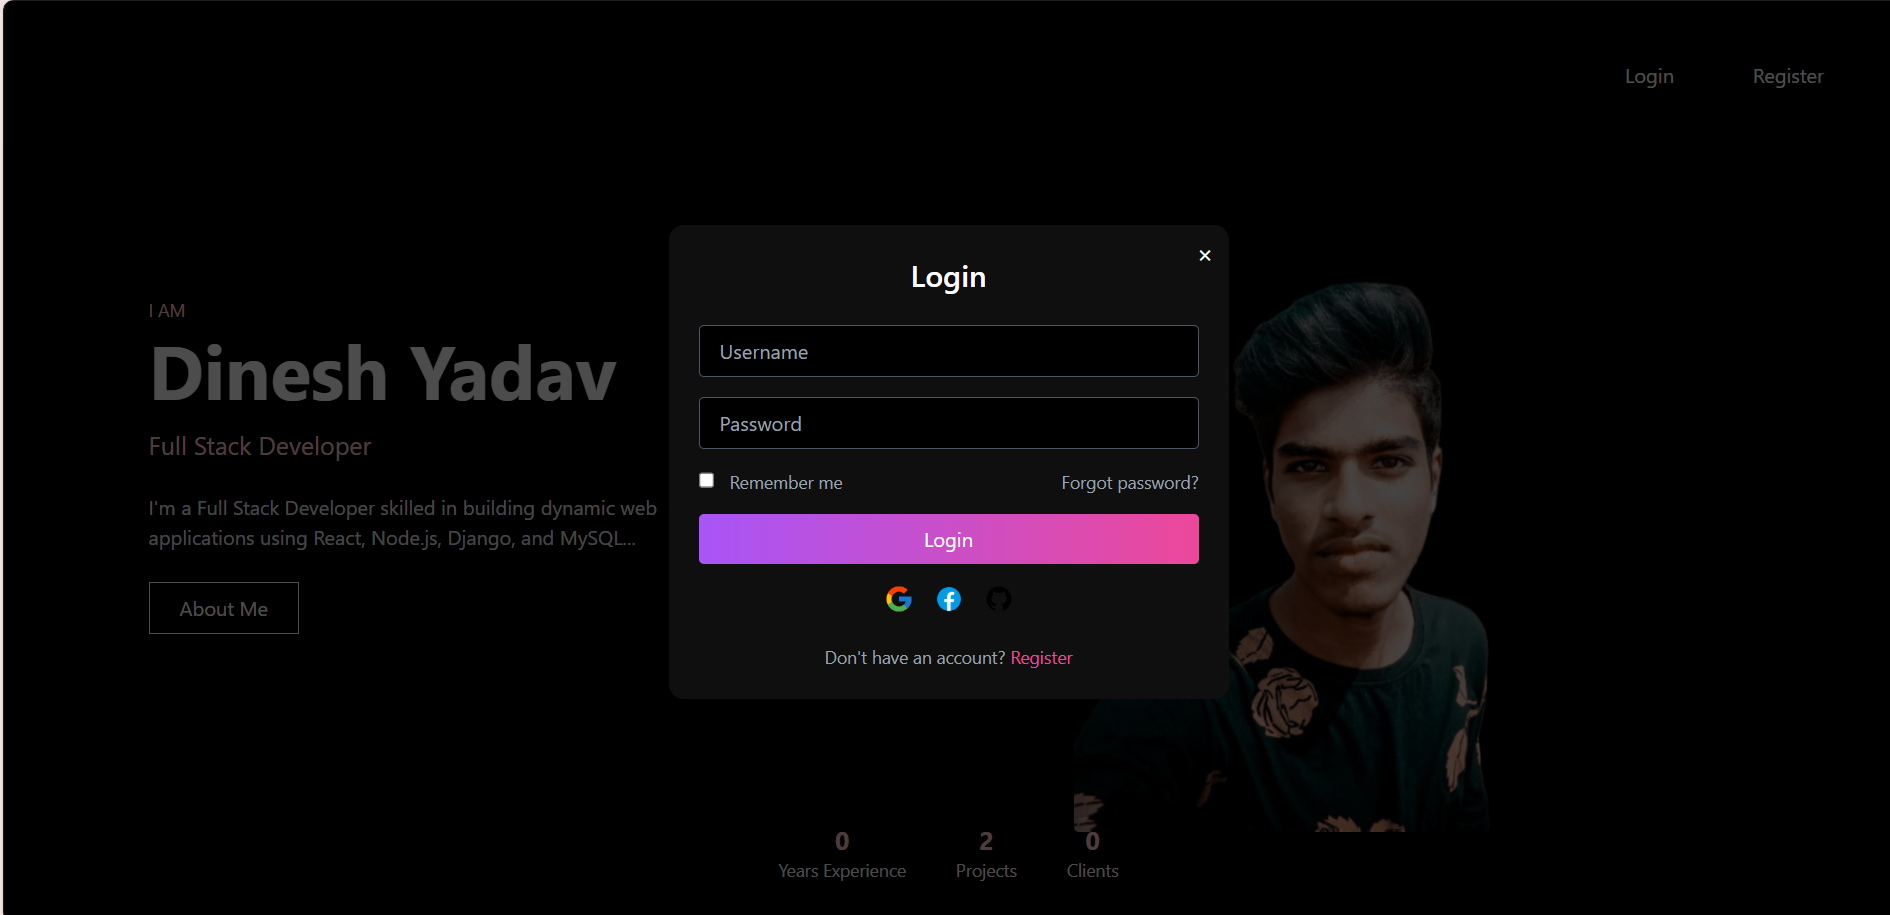 Login
Register
I AM
Dinesh Yadav
Full Stack Developer
I'm a Full Stack Developer skilled in building dynamic web
applications using React, Node.js, Django, and MySQL...
About Me
×
Login
Username
Password
Remember me
Forgot password?
Login
Don't have an account? Register
0
Years Experience
2
Projects
0
Clients